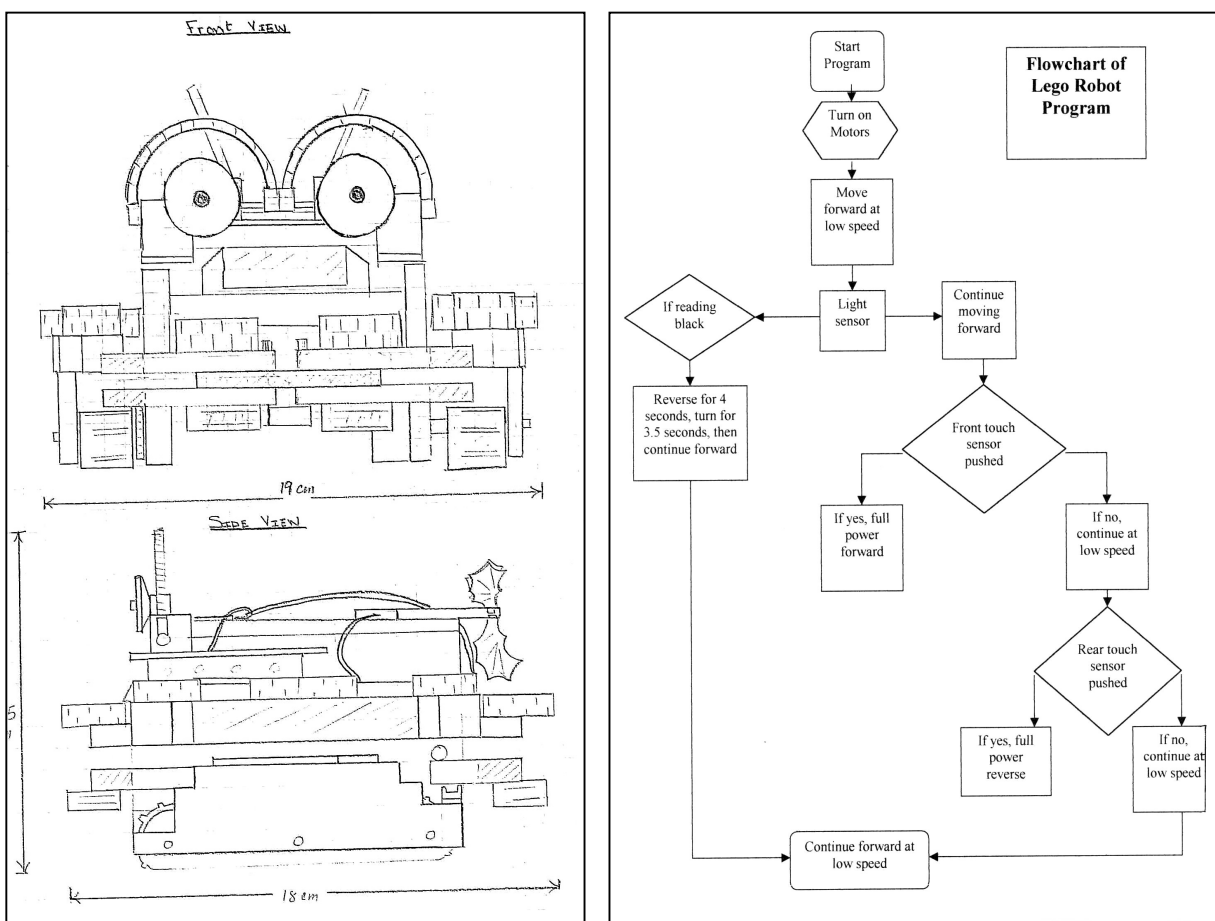 Front VIEW
19 cm
SIDE VIEW
5
18 cm
Flowchart of
Lego Robot
Program
Start
Program
Turn on
Motors
Move
forward at
low speed
If reading
black
Light
sensor
Continue
moving
forward
Reverse for 4
seconds, turn for
3.5 seconds, then
continue forward
Front touch
sensor
pushed
If yes, full
power
forward
If no,
continue at
low speed
Rear touch
sensor
pushed
If yes, full
power
reverse
If no,
continue at
low speed
Continue forward at
low speed